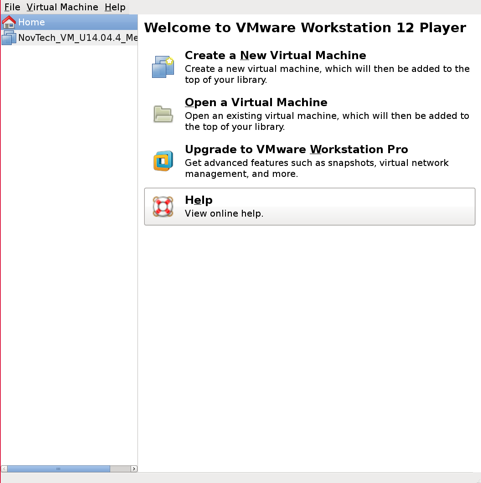 File Virtual Machine Help
Home
NovTech_VM_U14.04.4_Me
Welcome to VMware Workstation 12 Player
Create a New Virtual Machine
Create a new virtual machine, which will then be added to the
top of your library.
Open a Virtual Machine
Open an existing virtual machine, which will then be added to
the top of your library.
Upgrade to VMware Workstation Pro
Get advanced features such as snapshots, virtual network
management, and more.
Help
View online help.